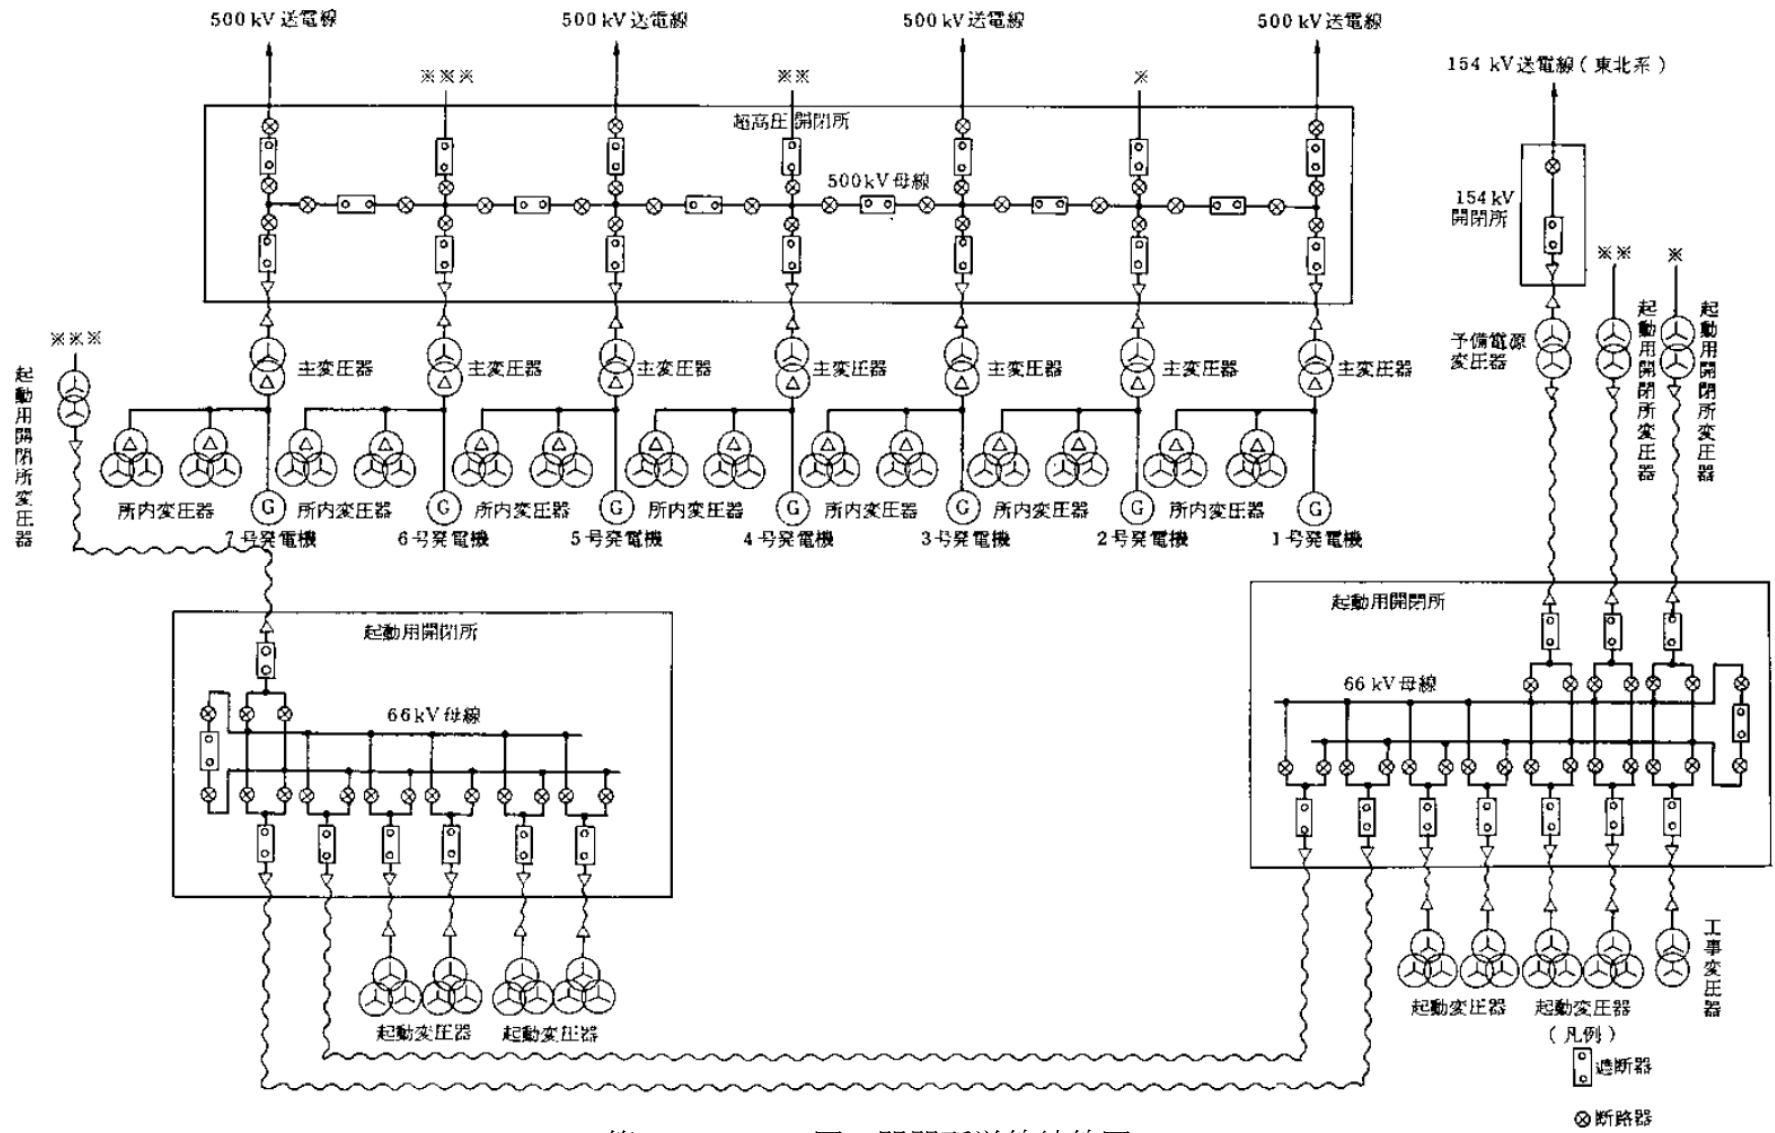 500 kV 送電線
500 kV 送電線
500 kV 送電線
500 kV 送電線
154 kV 送電線 ( 東北系 )
※※※
※※
※
超高圧開閉所
500kV 母線
154 kV
開閉所
※※
※
※※※
起動用開閉所変圧器
主変圧器
主変圧器
主変圧器
主変圧器
主変圧器
主変圧器
主変圧器
予備電源
変圧器
起動用開閉所変圧器
起動用開閉所変圧器
所内変圧器
所内変圧器
所内変圧器
所内変圧器
所内変圧器
所内変圧器
所内変圧器
G
G
G
G
G
G
G
7号発電機
6号発電機
5号発電機
4号発電機
3号発電機
2号発電機
1号発電機
起動用開閉所
66kV 母線
起動用開閉所
66 kV 母線
起動変圧器
起動変圧器
起動変圧器
起動変圧器
工事変圧器
( 凡例 )
遮断器
断路器